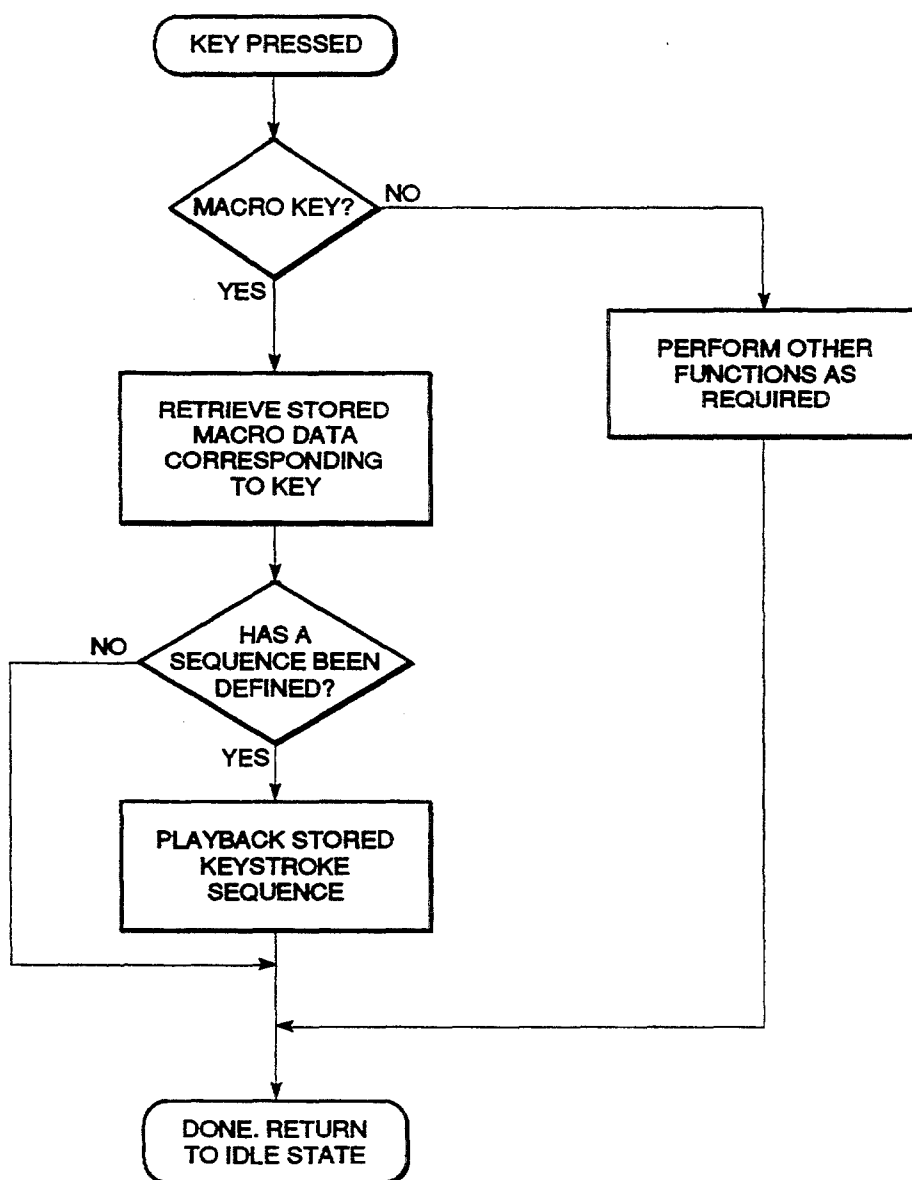 KEY PRESSED
MACRO KEY?
NO
YES
PERFORM OTHER
FUNCTIONS AS
REQUIRED
RETRIEVE STORED
MACRO DATA
CORRESPONDING
TO KEY
NO
HAS A
SEQUENCE BEEN
DEFINED?
YES
PLAYBACK STORED
KEYSTROKE
SEQUENCE
DONE. RETURN
TO IDLE STATE